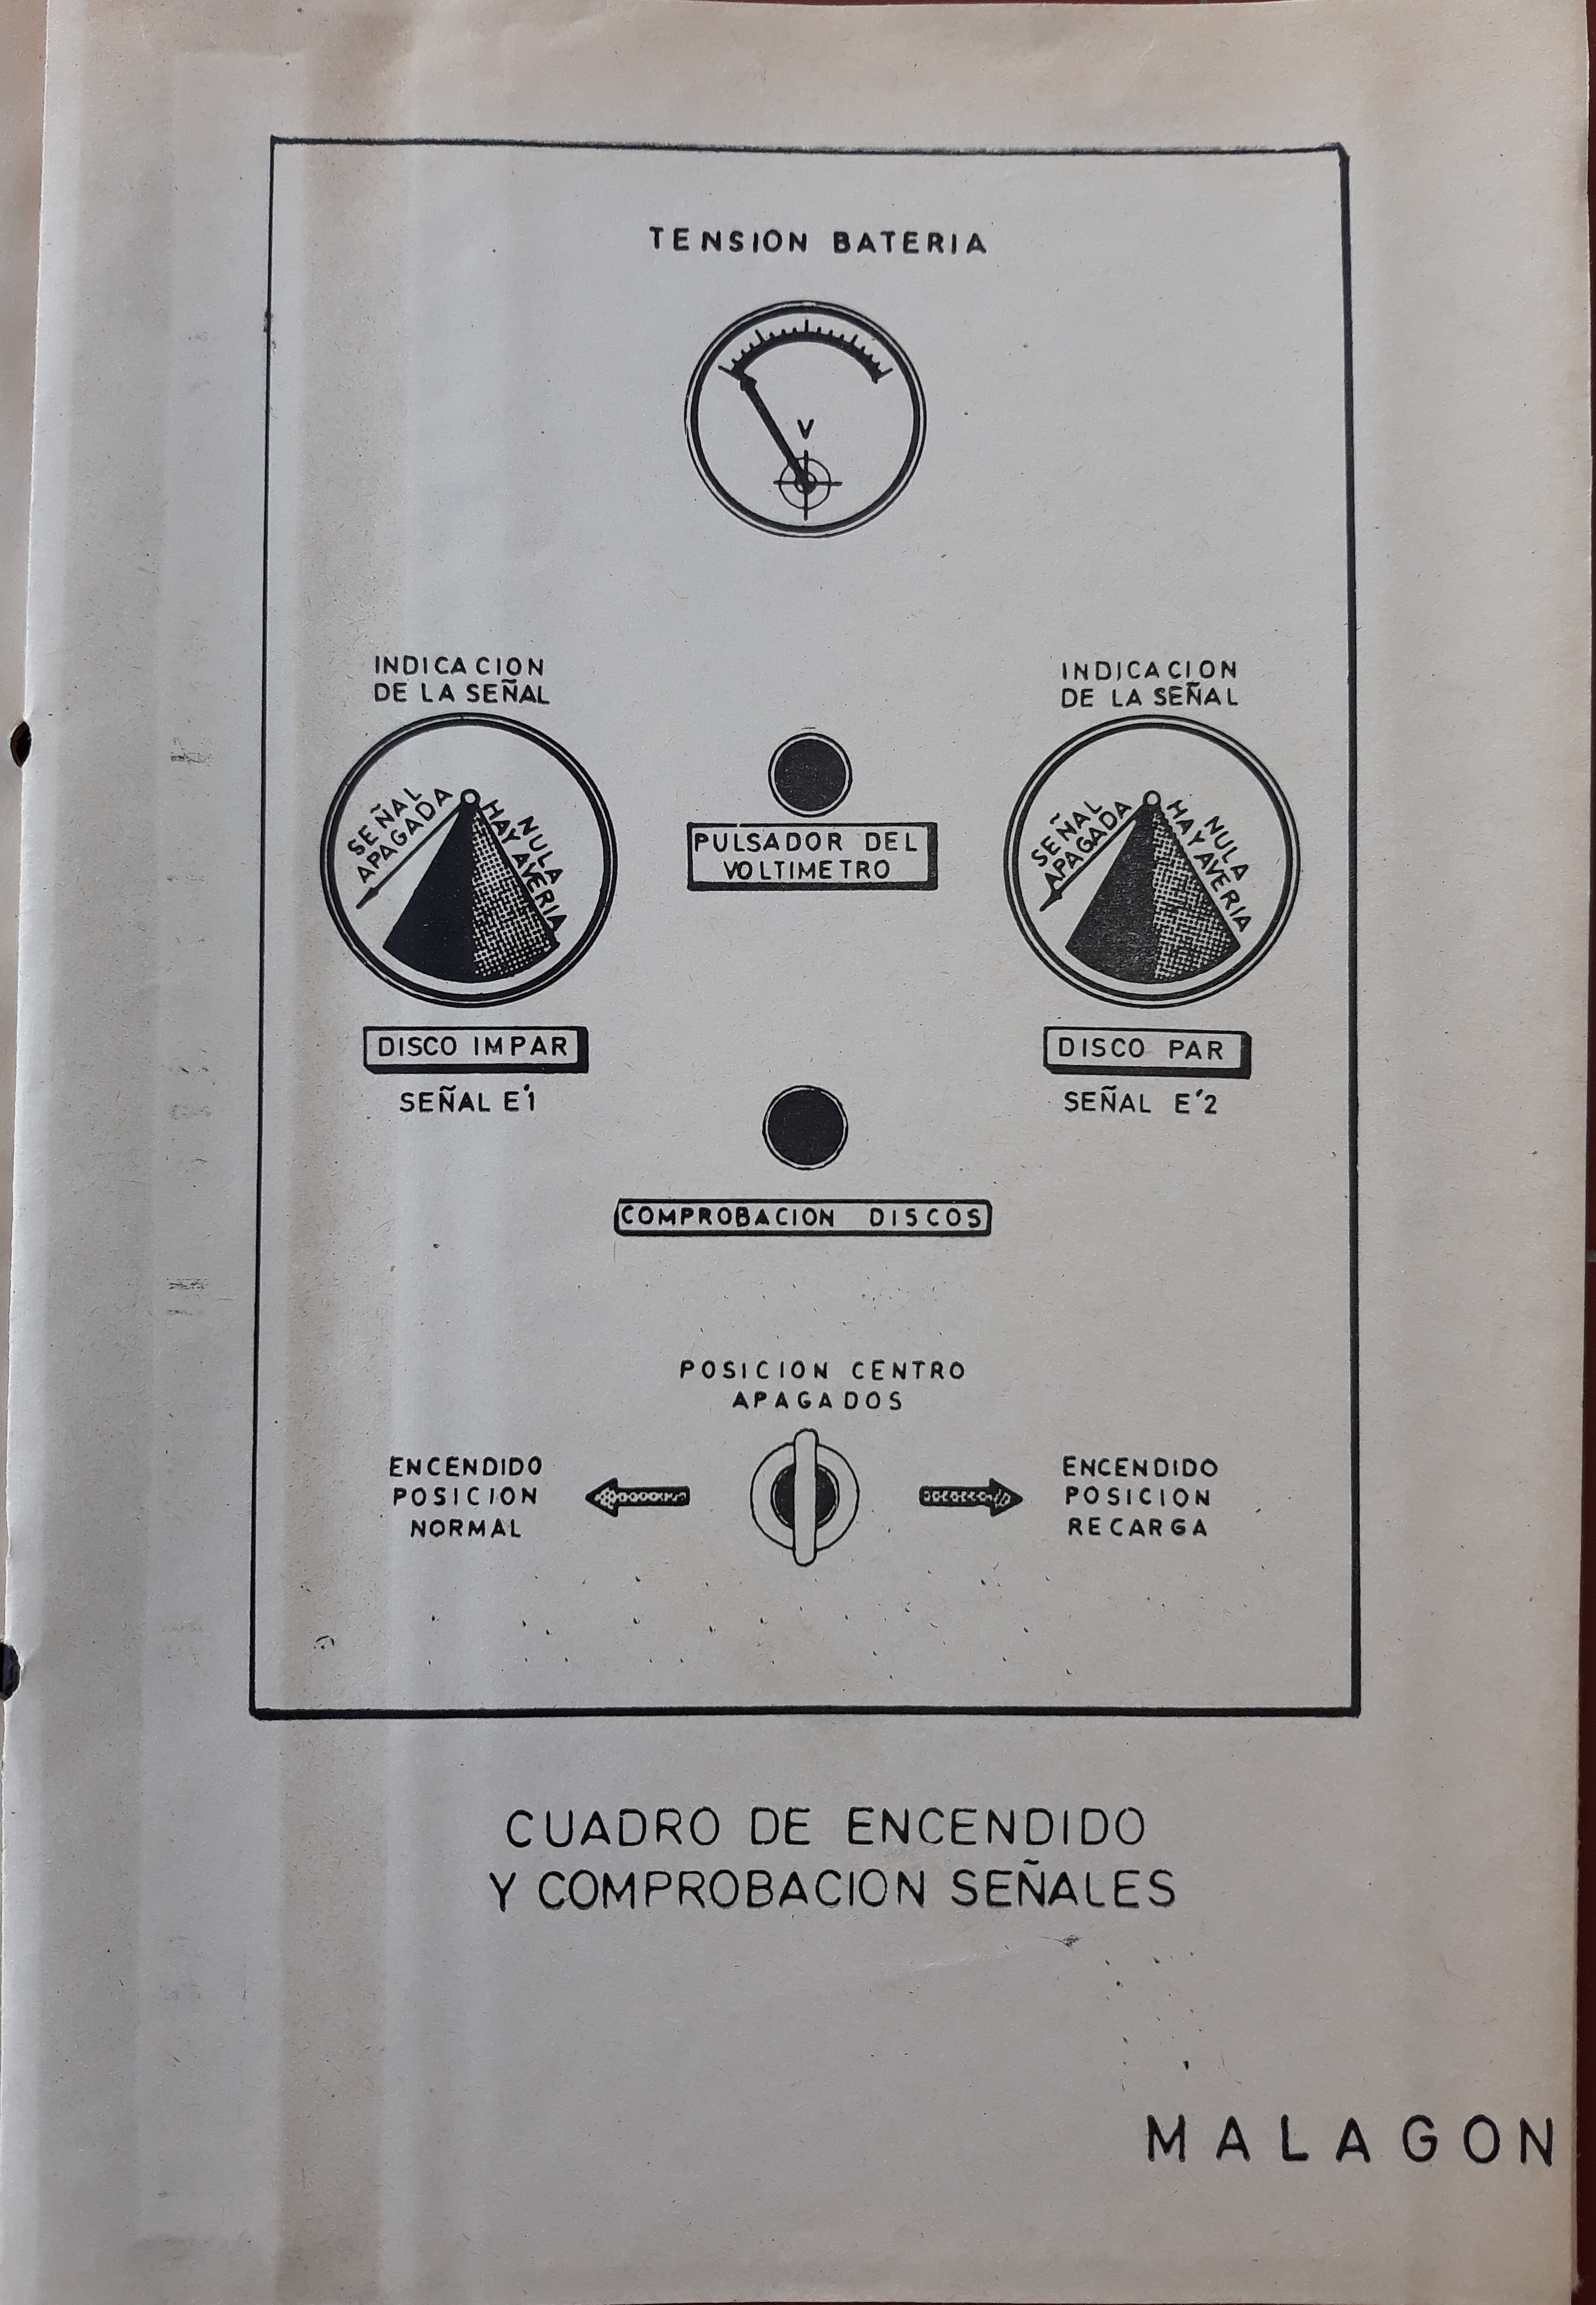 TENSION BATERIA
V
INDICACION
DE LA SEÑAL
SEÑAL
APAGADA
NULA
HAY AVERIA
INDICACION
DE LA SEÑAL
SEÑAL
APAGADA
NULA
HAY AVERIA
PULSADOR DEL
VOLTIMETRO
DISCO IMPAR
SEÑAL E'1
DISCO PAR
SEÑAL E'2
COMPROBACION DISCOS
POSICION CENTRO
APAGADOS
ENCENDIDO
POSICION
NORMAL
ENCENDIDO
POSICION
RECARGA
CUADRO DE ENCENDIDO
Y COMPROBACION SEÑALES
MALAGON